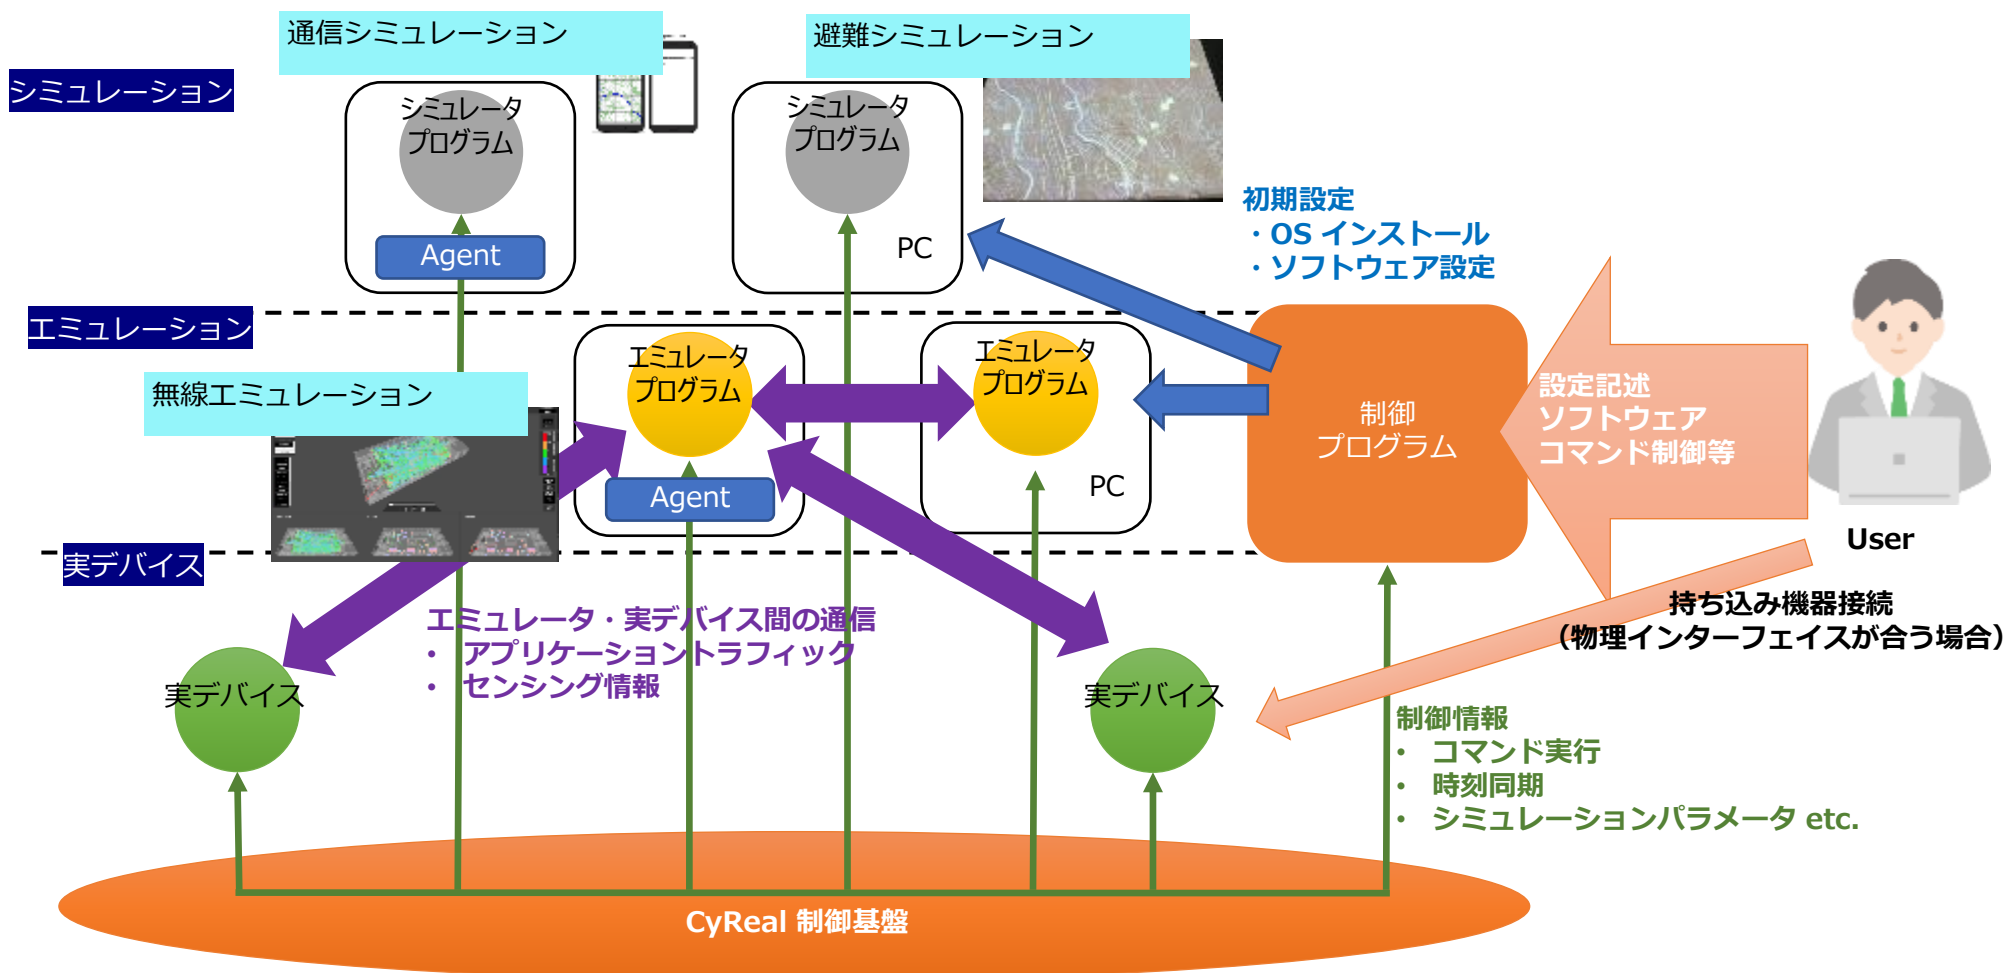 通信シミュレーション
避難シミュレーション
シミュレーション
シミュレータ
プログラム
Agent
シミュレータ
プログラム
PC
初期設定
・OS インストール
・ソフトウェア設定
エミュレーション
無線エミュレーション
エミュレータ
プログラム
Agent
エミュレータ
プログラム
PC
制御
プログラム
設定記述
ソフトウェア
コマンド制御等
User
実デバイス
持ち込み機器接続
（物理インターフェイスが合う場合）
エミュレータ・実デバイス間の通信
・ アプリケーショントラフィック
・ センシング情報
実デバイス
実デバイス
制御情報
・ コマンド実行
・ 時刻同期
・ シミュレーションパラメータ etc.
CyReal 制御基盤